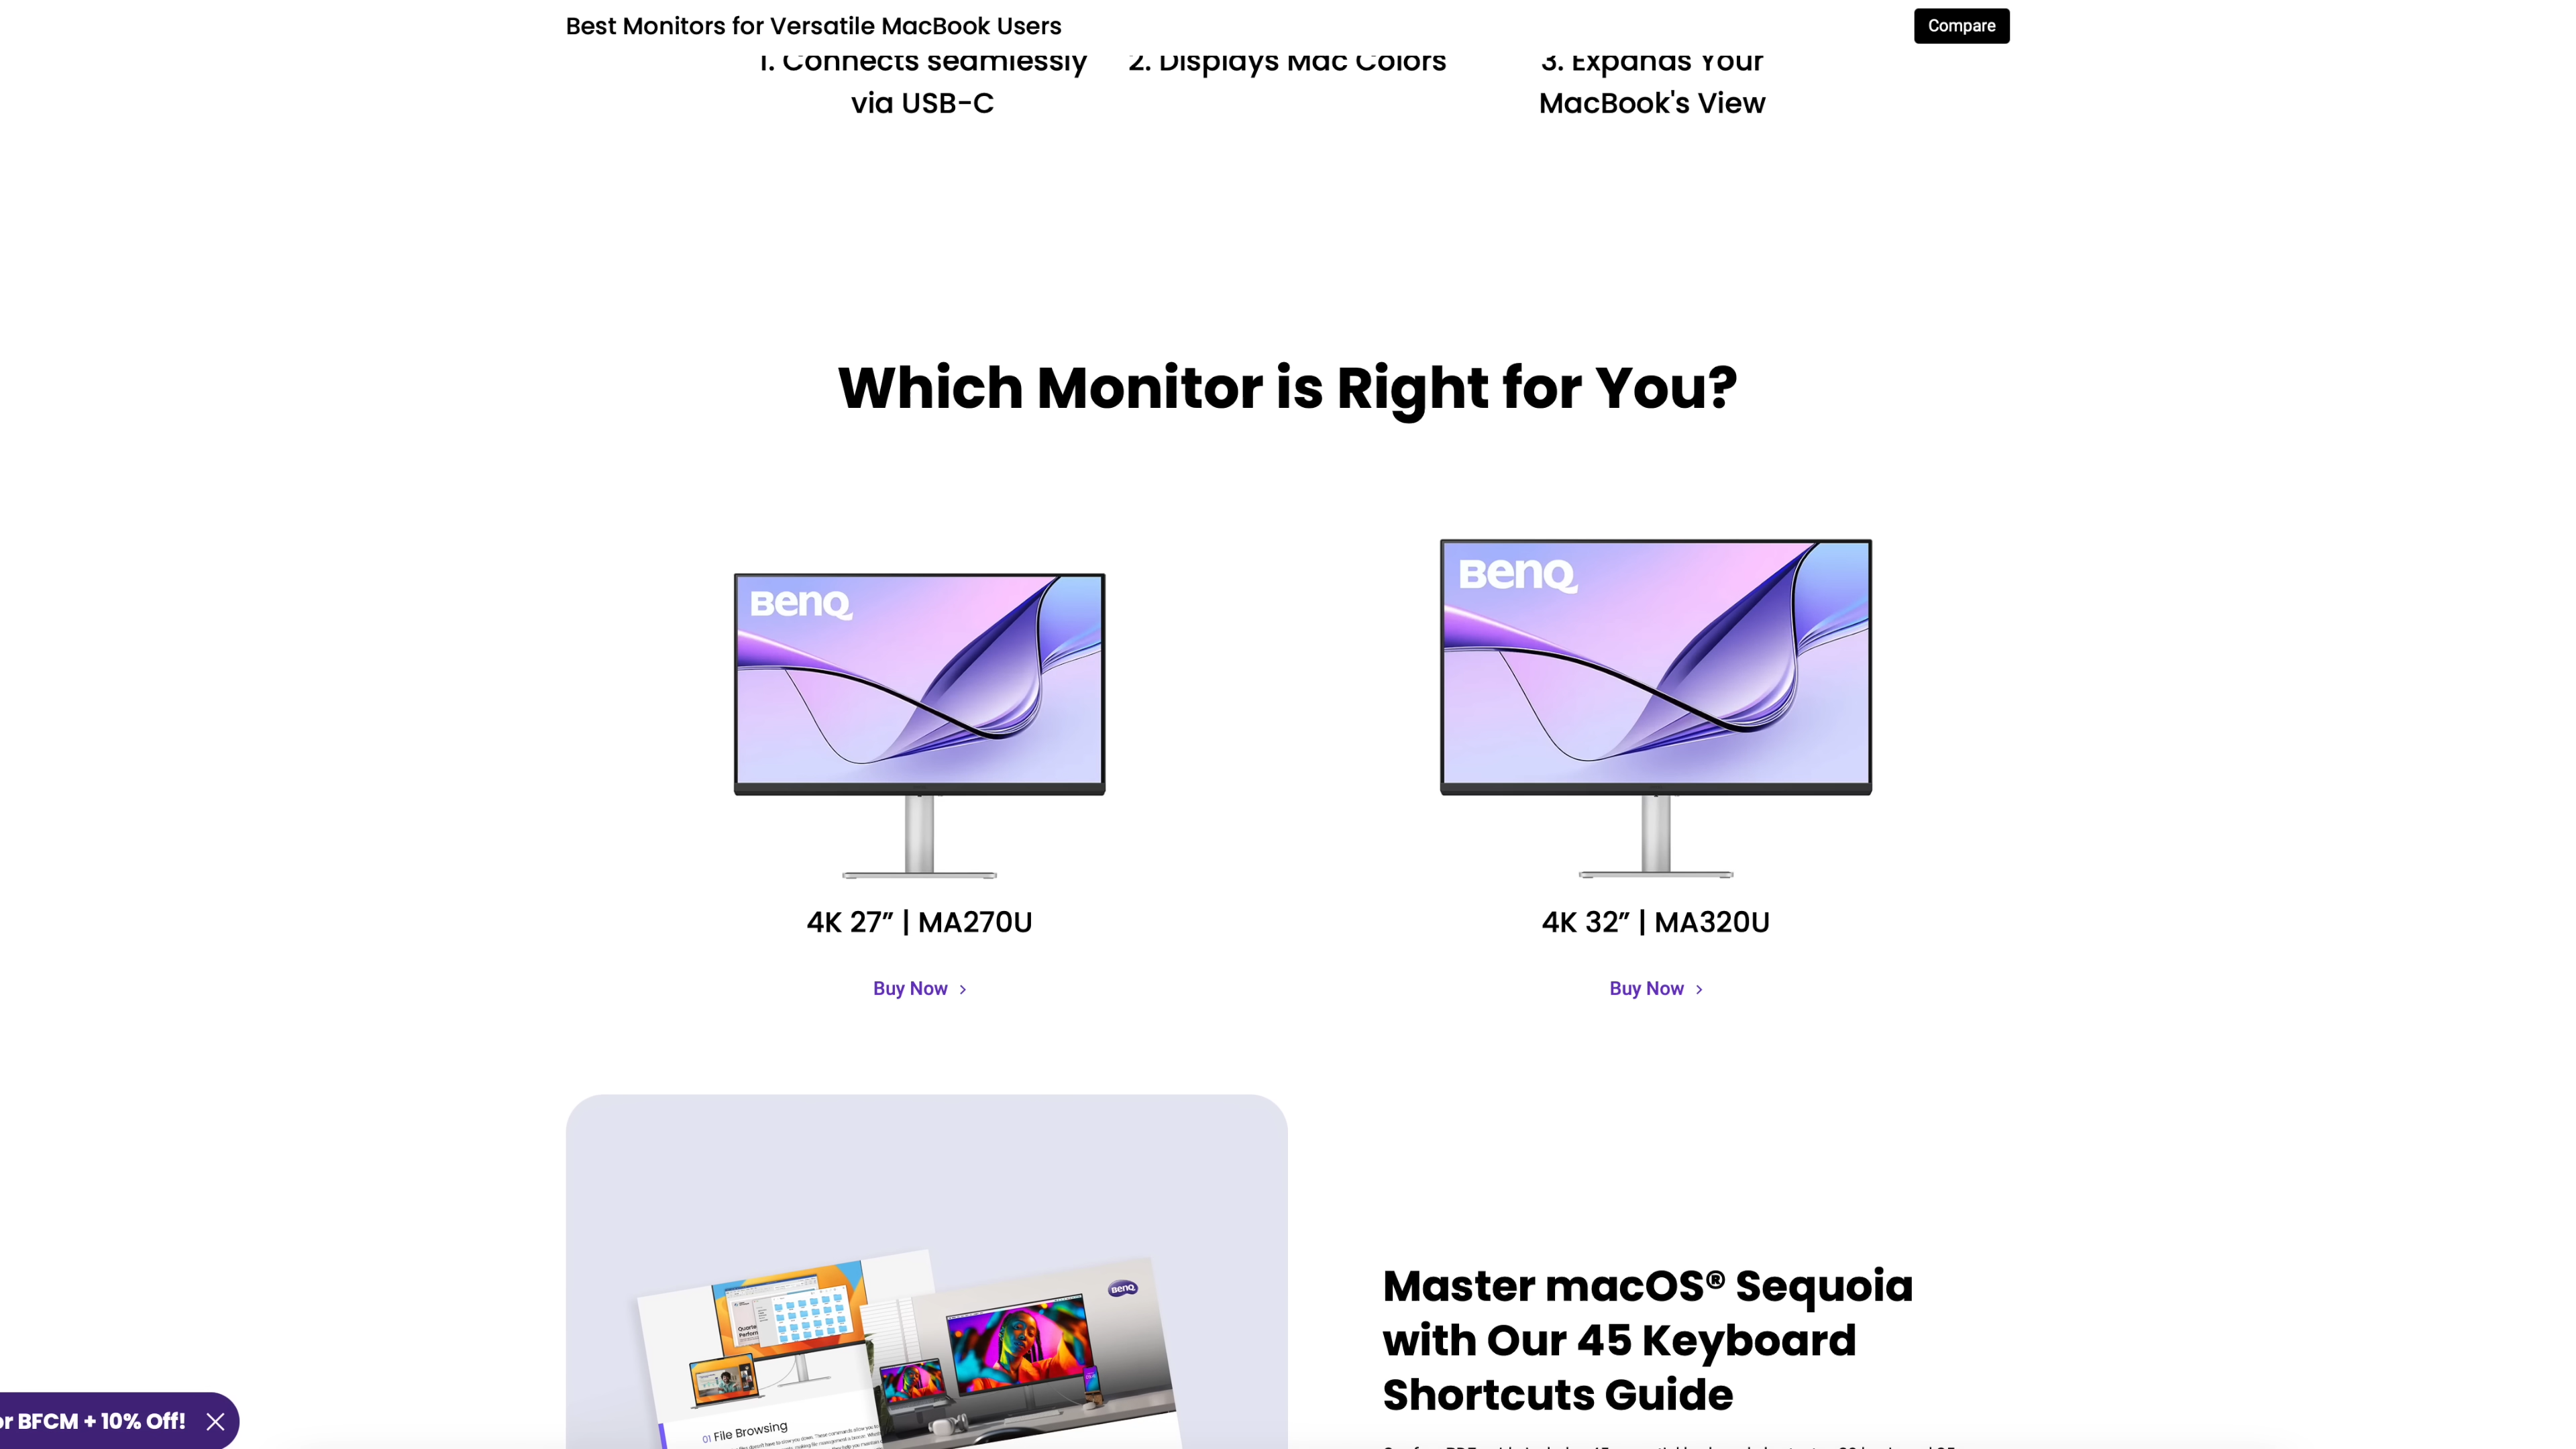 Best Monitors for Versatile MacBook Users
Compare
1. Connects seamlessly
via USB-C
2. Displays Mac Colors
3. Expands Your
MacBook's View
Which Monitor is Right for You?
BenQ
BenQ
4K 27” | MA270U
4K 32” | MA320U
Buy Now
Buy Now
BenQ
Master macOS® Sequoia
with Our 45 Keyboard
Shortcuts Guide
01 File Browsing
or BFCM + 10% Off!